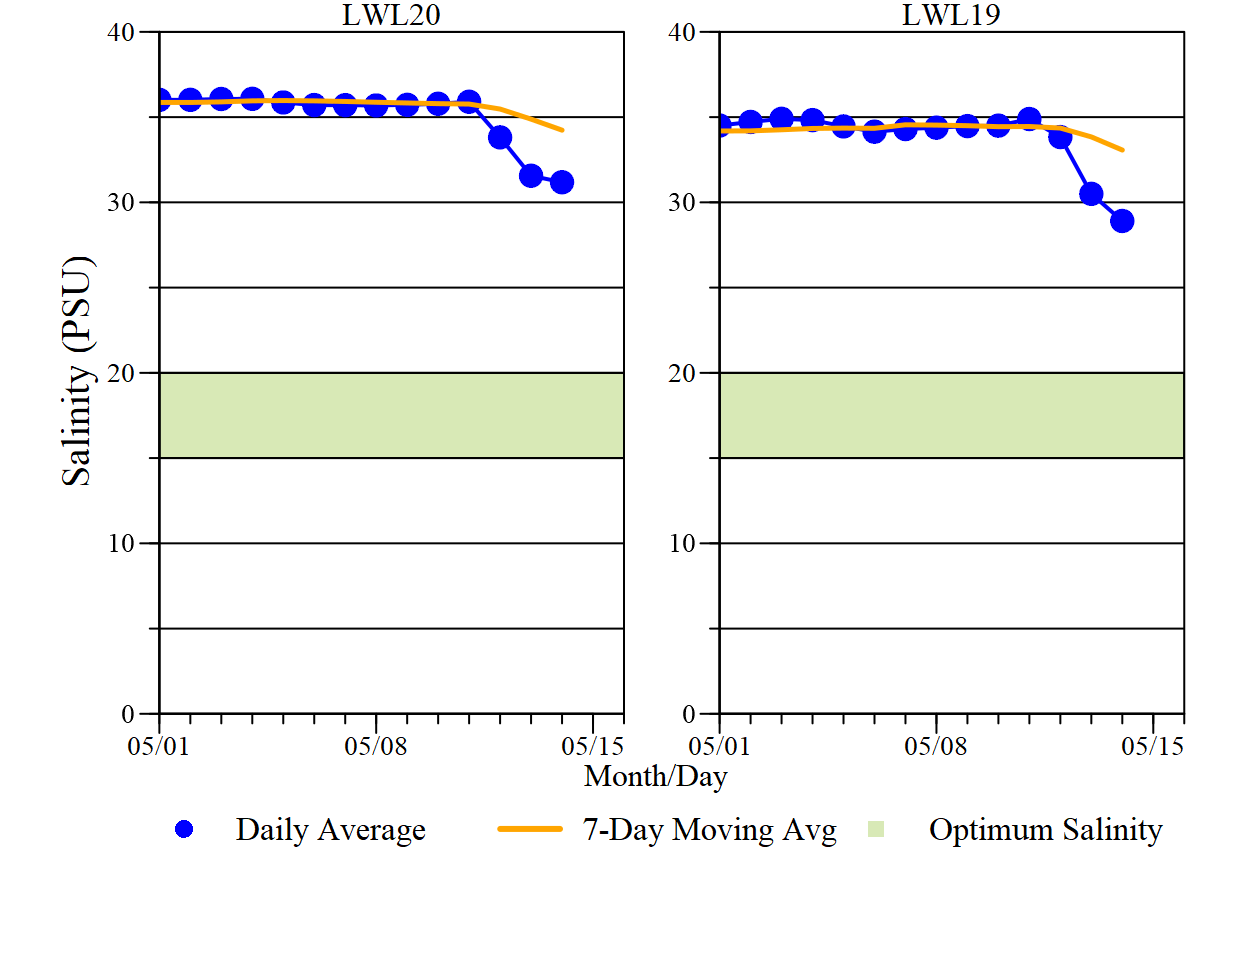 LWL20
LWL19
40
30
20
10
0
40
30
20
10
0
Salinity (PSU)
05/01
05/08
05/15
05/01
05/08
05/15
Month/Day
Daily Average
7-Day Moving Avg
Optimum Salinity